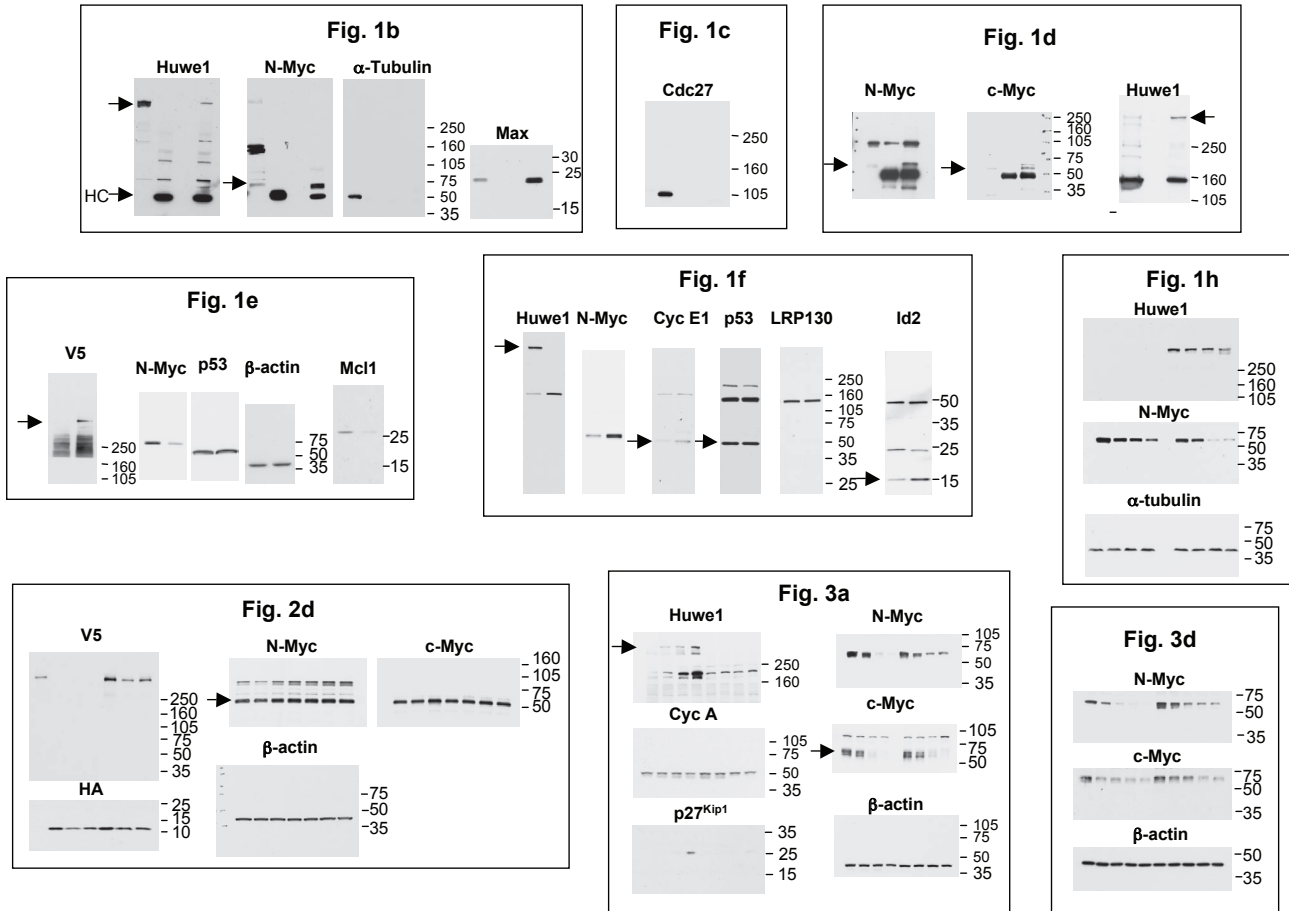 Fig. 1b
Huwe1 N-Myc α-Tubulin
- 250
- 160
- 105
- 75
- 50
- 35
HC
Max
- 30
- 25
- 15
Fig. 1c
Cdc27
- 250
- 160
- 105
Fig. 1d
N-Myc c-Myc Huwe1
- 250
- 160
- 105
- 75
- 50
- 35
250
- 160
- 105
Fig. 1e
V5 N-Myc p53 β-actin Mcl1
- 250
- 160
- 105
- 75
- 50
- 35
- 25
- 15
Fig. 1f
Huwe1 N-Myc Cyc E1 p53 LRP130 Id2
- 250
- 160
- 105
- 75
- 50
- 35
- 25
- 50
- 35
- 25
- 15
Fig. 1h
Huwe1
- 250
- 160
- 105
N-Myc
- 75
- 50
- 35
α-tubulin
- 75
- 50
- 35
Fig. 2d
V5
- 250
- 160
- 105
- 75
- 50
- 35
HA
- 25
- 15
- 10
N-Myc c-Myc
160
- 105
- 75
- 50
β-actin
- 75
- 50
- 35
Fig. 3a
Huwe1
- 250
- 160
Cyc A
- 105
- 75
- 50
- 35
p27Kip1
- 35
- 25
- 15
N-Myc
- 105
- 75
- 50
- 35
c-Myc
- 105
- 75
- 50
β-actin
- 105
- 75
- 50
- 35
Fig. 3d
N-Myc
- 75
- 50
- 35
c-Myc
- 75
- 50
- 35
β-actin
- 50
- 35